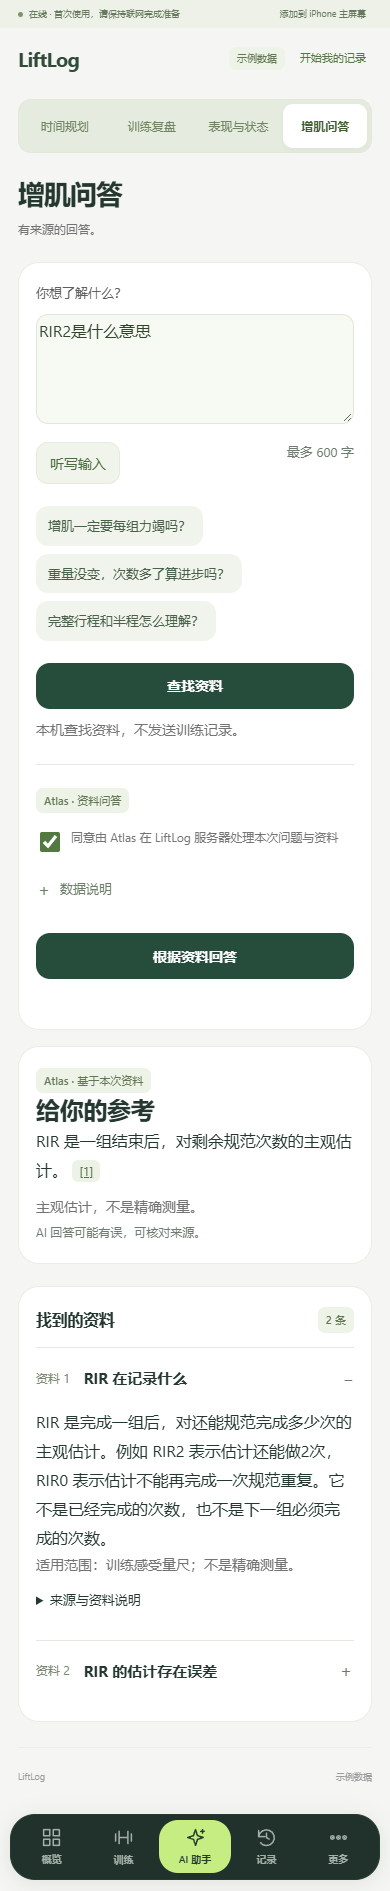 在线 · 首次使用，请保持联网完成准备
添加到 iPhone 主屏幕
LiftLog
示例数据
开始我的记录
时间规划
训练复盘
表现与状态
增肌问答
增肌问答
有来源的回答。
你想了解什么？
RIR2是什么意思
听写输入
最多 600 字
增肌一定要每组力竭吗？
重量没变，次数多了算进步吗？
完整行程和半程怎么理解？
查找资料
本机查找资料，不发送训练记录。
Atlas · 资料问答
同意由 Atlas 在 LiftLog 服务器处理本次问题与资料
+ 数据说明
根据资料回答
Atlas · 基于本次资料
给你的参考
RIR 是一组结束后，对剩余规范次数的主观估
计。 [1]
主观估计，不是精确测量。
AI 回答可能有误，可核对来源。
找到的资料
2 条
资料 1 RIR 在记录什么 −
RIR 是完成一组后，对还能规范完成多少次的
主观估计。例如 RIR2 表示估计还能做2次，
RIR0 表示估计不能再完成一次规范重复。它
不是已经完成的次数，也不是下一组必须完
成的次数。
适用范围：训练感受量尺；不是精确测量。
▶ 来源与资料说明
资料 2 RIR 的估计存在误差 +
LiftLog
示例数据
概览
训练
AI 助手
记录
更多